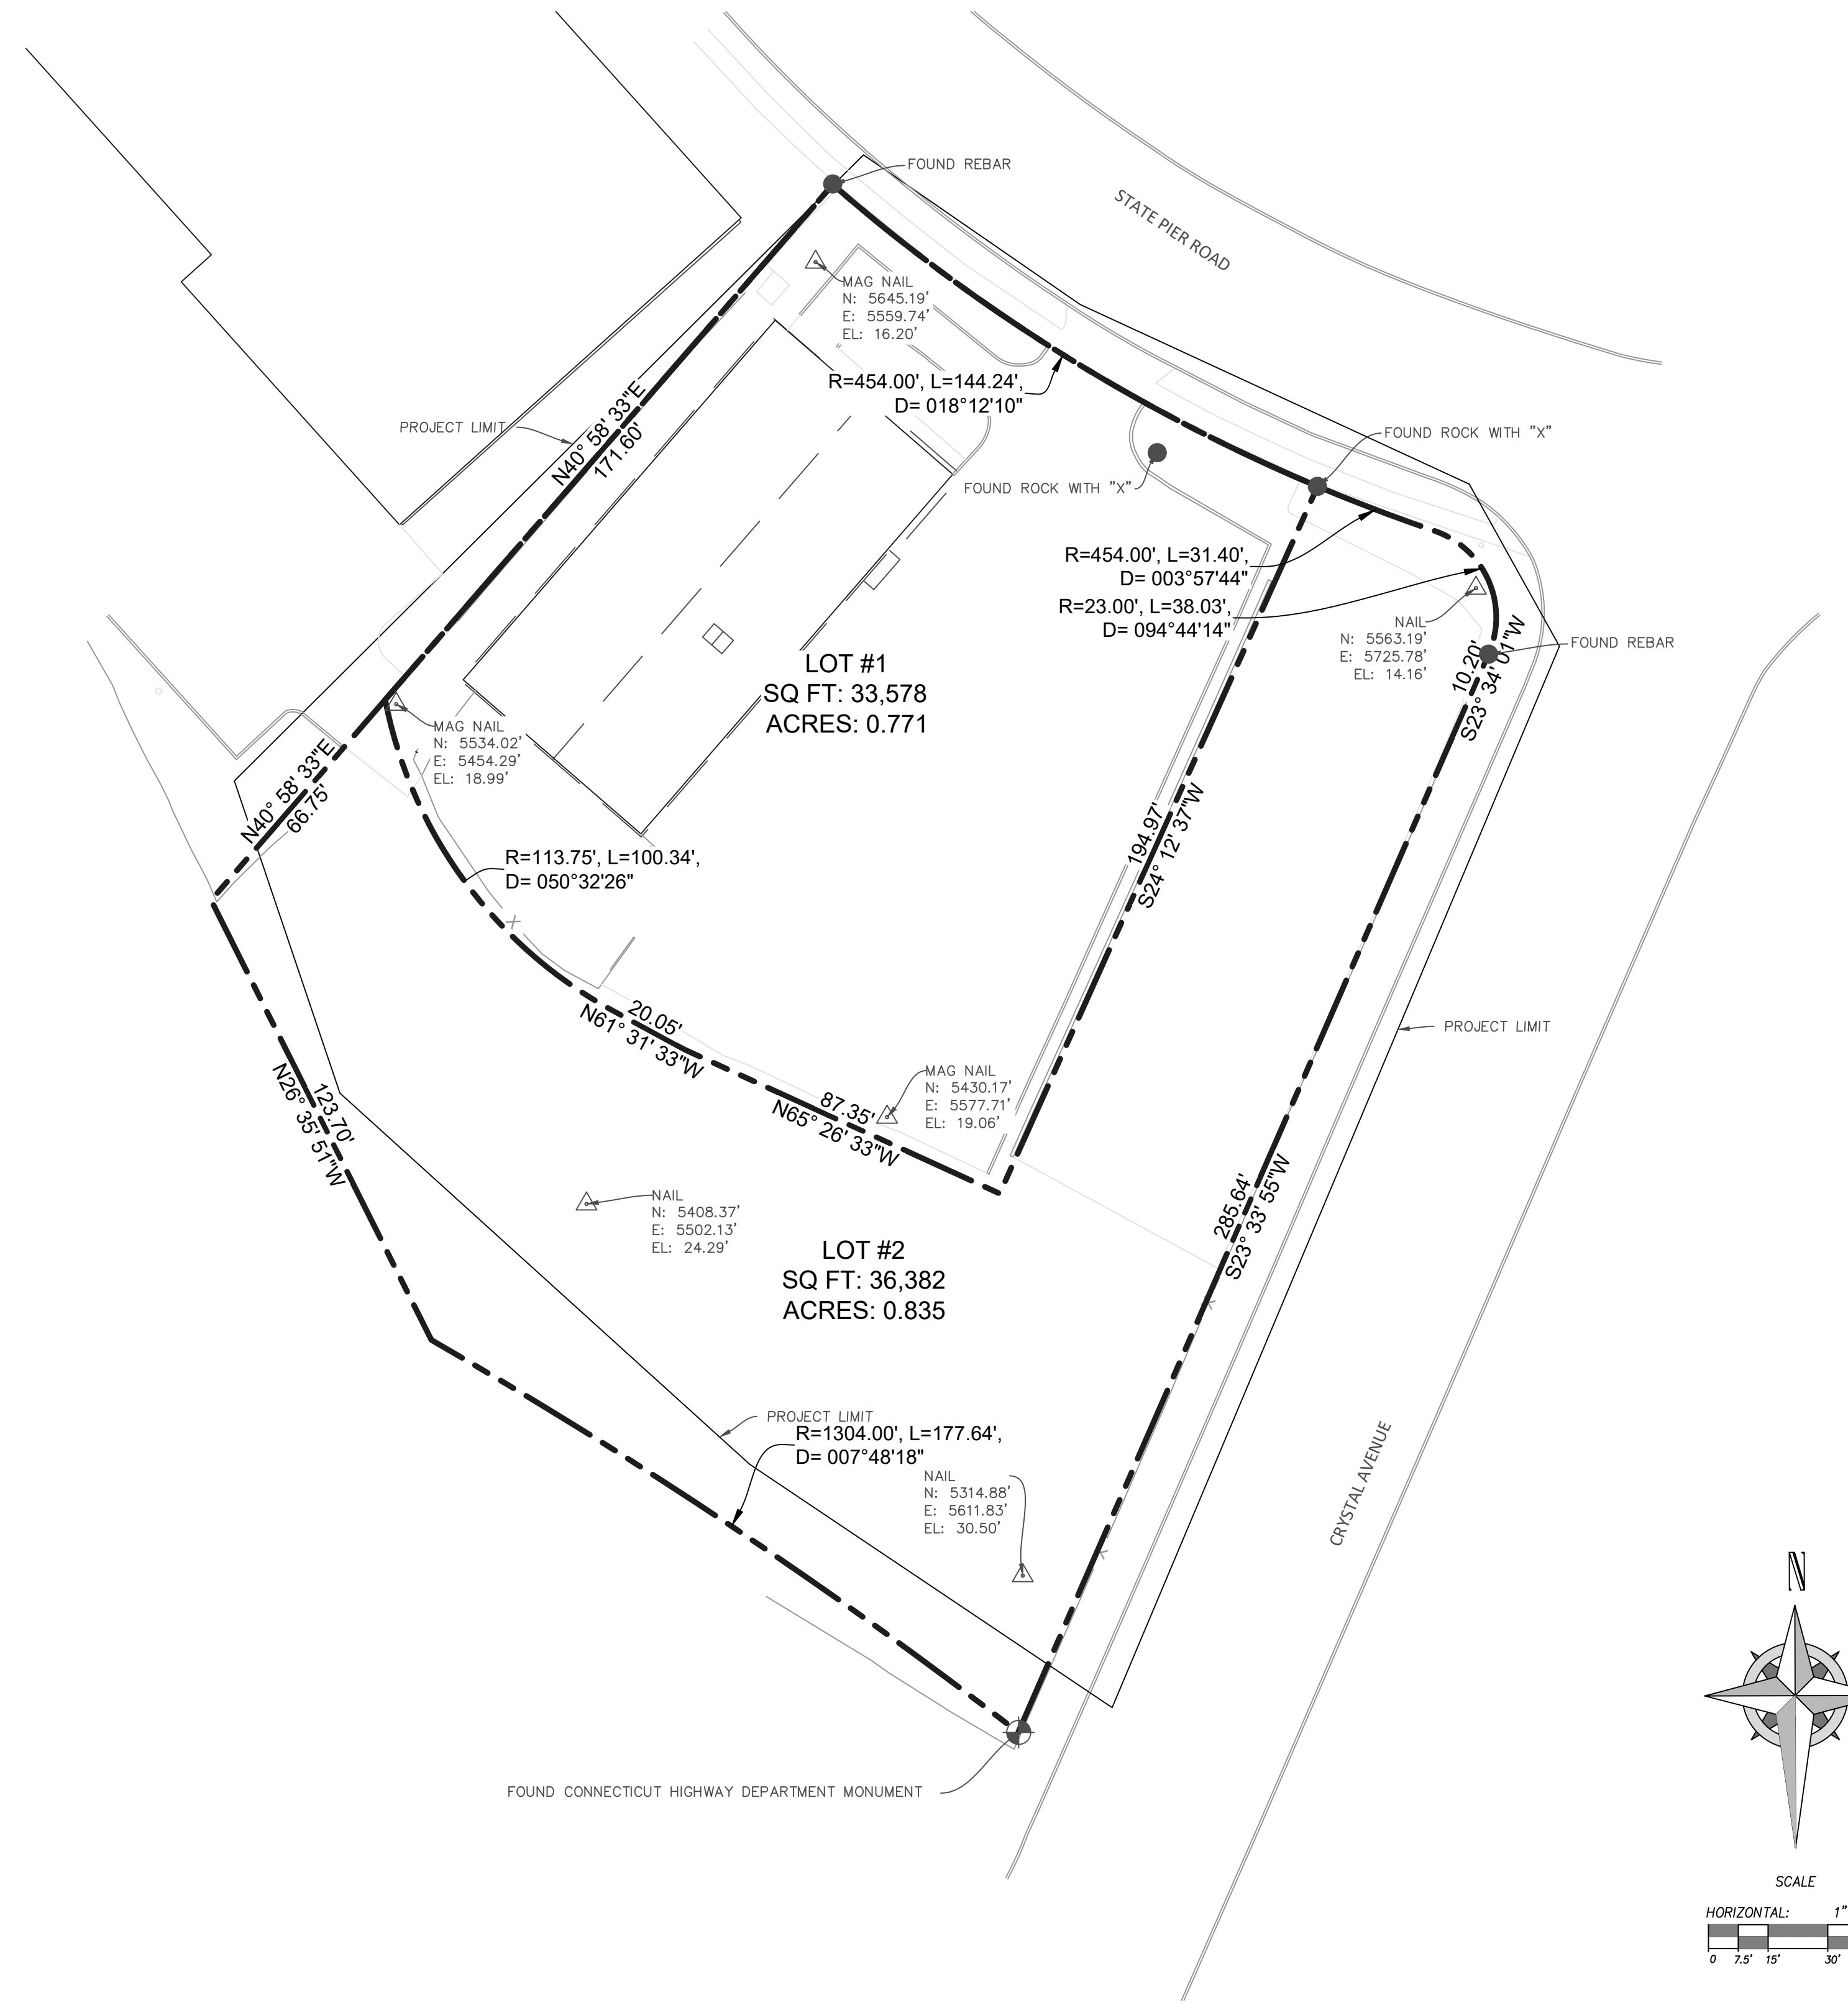 FOUND REBAR
STATE PIER ROAD
MAG NAIL
N: 5645.19'
E: 5559.74'
EL: 16.20'
R=454.00', L=144.24',
D= 018°12'10"
PROJECT LIMIT
N40° 58' 33"E
171.60'
FOUND ROCK WITH "X"
FOUND ROCK WITH "X"
R=454.00', L=31.40',
D= 003°57'44"
R=23.00', L=38.03',
D= 094°44'14"
NAIL
N: 5563.19'
E: 5725.78'
EL: 14.16'
10.20'
S23° 34' 01"W
FOUND REBAR
LOT #1
SQ FT: 33,578
ACRES: 0.771
MAG NAIL
N: 5534.02'
E: 5454.29'
EL: 18.99'
N40° 58' 33"E
66.75'
194.97'
S24° 12' 37"W
R=113.75', L=100.34',
D= 050°32'26"
20.05'
N61° 31' 33"W
PROJECT LIMIT
MAG NAIL
N: 5430.17'
E: 5577.71'
EL: 19.06'
87.35'
N65° 26' 33"W
123.70'
N26° 35' 51"W
NAIL
N: 5408.37'
E: 5502.13'
EL: 24.29'
285.64'
S23° 33' 55"W
LOT #2
SQ FT: 36,382
ACRES: 0.835
PROJECT LIMIT
R=1304.00', L=177.64',
D= 007°48'18"
NAIL
N: 5314.88'
E: 5611.83'
EL: 30.50'
CRYSTAL AVENUE
N
FOUND CONNECTICUT HIGHWAY DEPARTMENT MONUMENT
SCALE
HORIZONTAL: 1"
0 7.5' 15' 30'